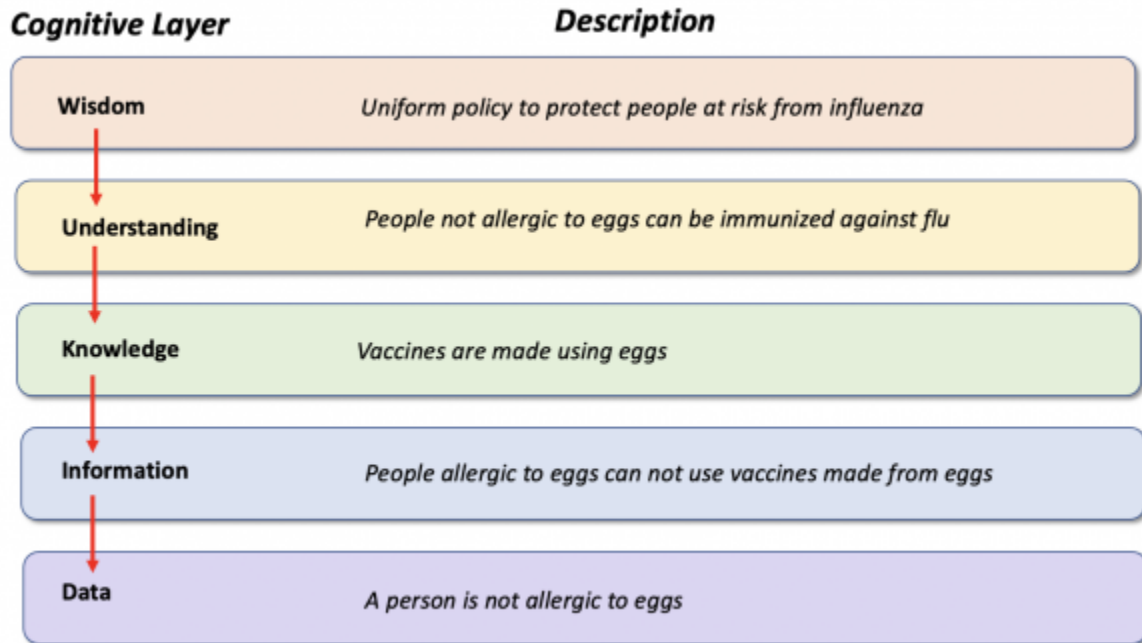 Cognitive Layer Description
Wisdom Uniform policy to protect people at risk from influenza
Understanding People not allergic to eggs can be immunized against flu
Knowledge Vaccines are made using eggs
Information People allergic to eggs can not use vaccines made from eggs
Data A person is not allergic to eggs